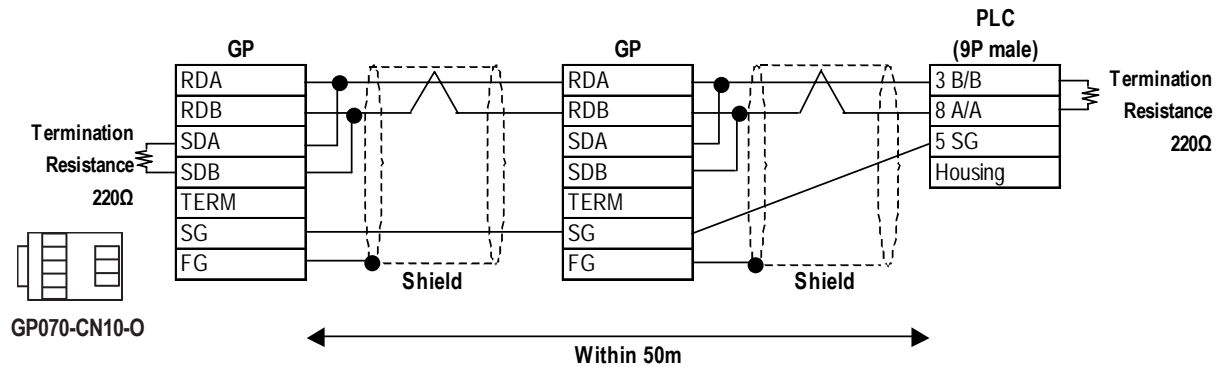 GP
RDA
RDB
SDA
SDB
TERM
SG
FG
Termination
Resistance
220Ω
GP070-CN10-O
Shield
GP
RDA
RDB
SDA
SDB
TERM
SG
FG
Shield
PLC
(9P male)
3 B/B
8 A/A
5 SG
Housing
Termination
Resistance
220Ω
Within 50m